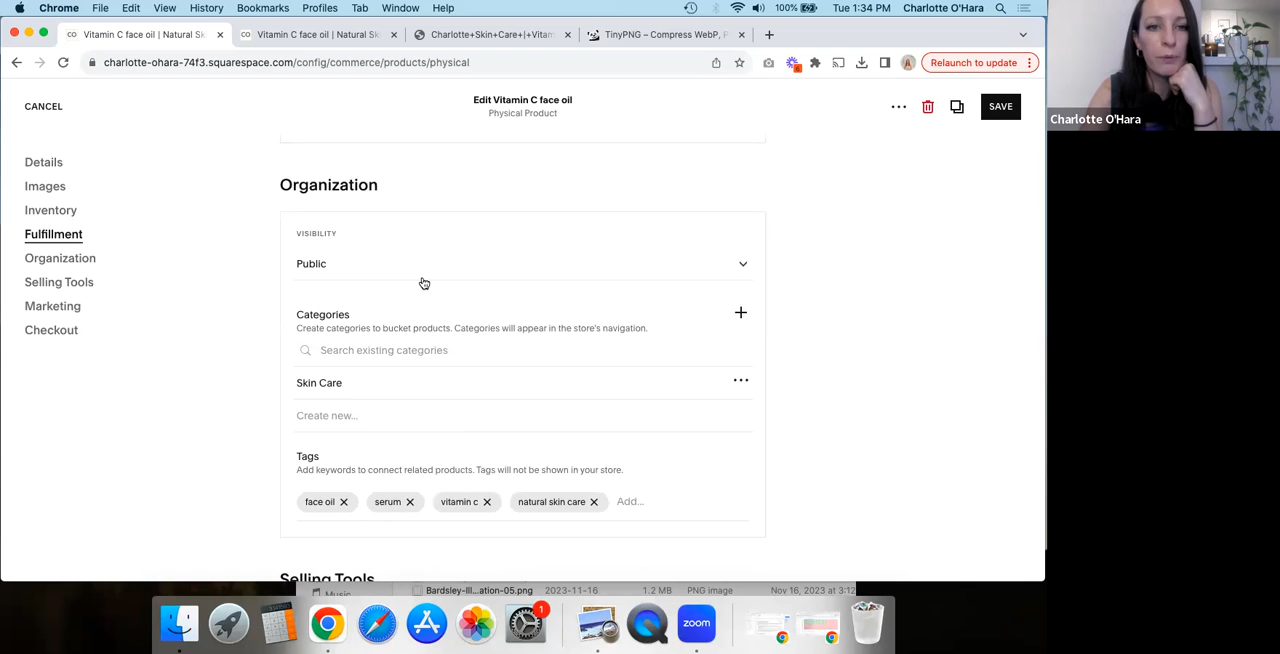 Chrome File Edit View History Bookmarks Profiles Tab Window Help 100% Tue 1:34 PM Charlotte O'Hara
Vitamin C face oil | Natural Sk Vitamin C face oil | Natural Sk Charlotte+Skin+Care+|+Vitam TinyPNG – Compress WebP, P
charlotte-ohara-74f3.squarespace.com/config/commerce/products/physical Relaunch to update
CANCEL
Edit Vitamin C face oil
Physical Product
SAVE
Charlotte O'Hara
Details
Images
Inventory
Fulfillment
Organization
Selling Tools
Marketing
Checkout
Organization
VISIBILITY
Public
Categories
Create categories to bucket products. Categories will appear in the store's navigation.
Search existing categories
Skin Care
Create new...
Tags
Add keywords to connect related products. Tags will not be shown in your store.
face oil serum vitamin c natural skin care Add...
Selling Tools
Music Bardsley-Ill...ation-05.png 2023-11-16 1.2 MB PNG image Nov 16, 2023 at 3:12
1
zoom